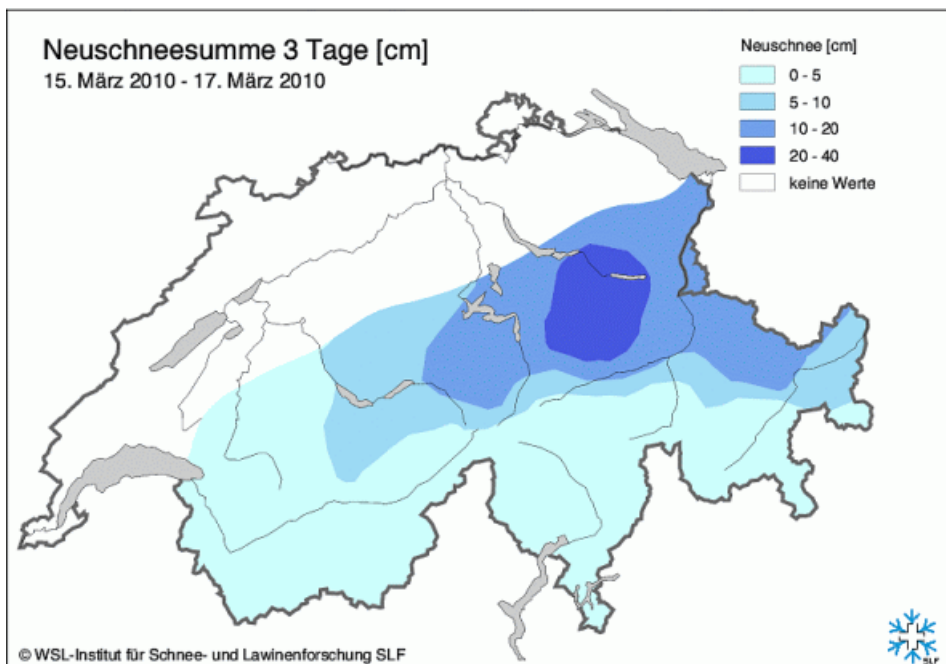 Neuschneesumme 3 Tage [cm]
15. März 2010 - 17. März 2010
Neuschnee [cm]
0 - 5
5 - 10
10 - 20
20 - 40
keine Werte
© WSL-Institut für Schnee- und Lawinenforschung SLF
SLF